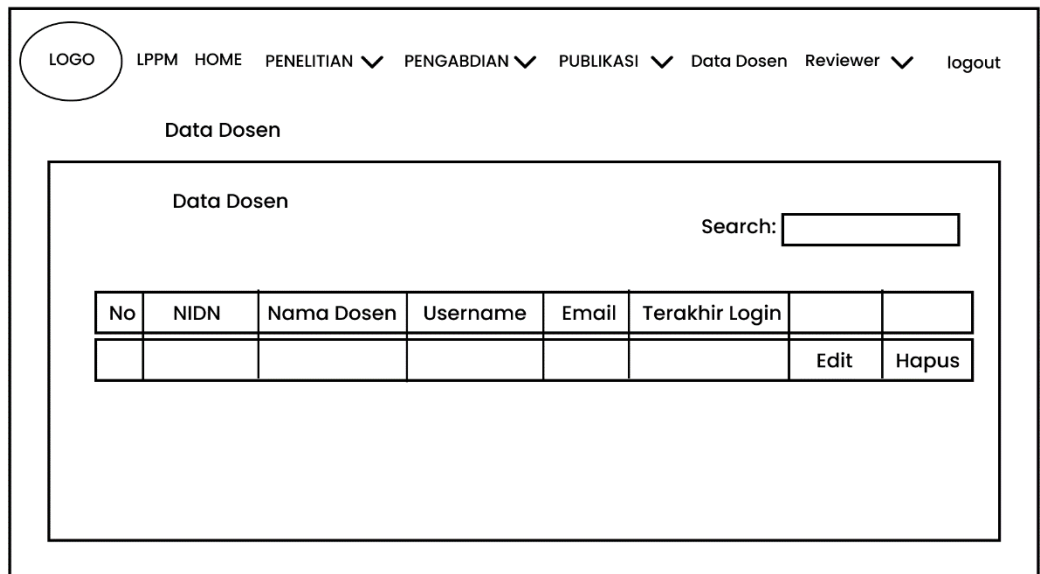 LOGO LPPM HOME PENELITIAN PENGABDIAN PUBLIKASI Data Dosen Reviewer logout
Data Dosen
Data Dosen
Search:
No NIDN Nama Dosen Username Email Terakhir Login
Edit Hapus